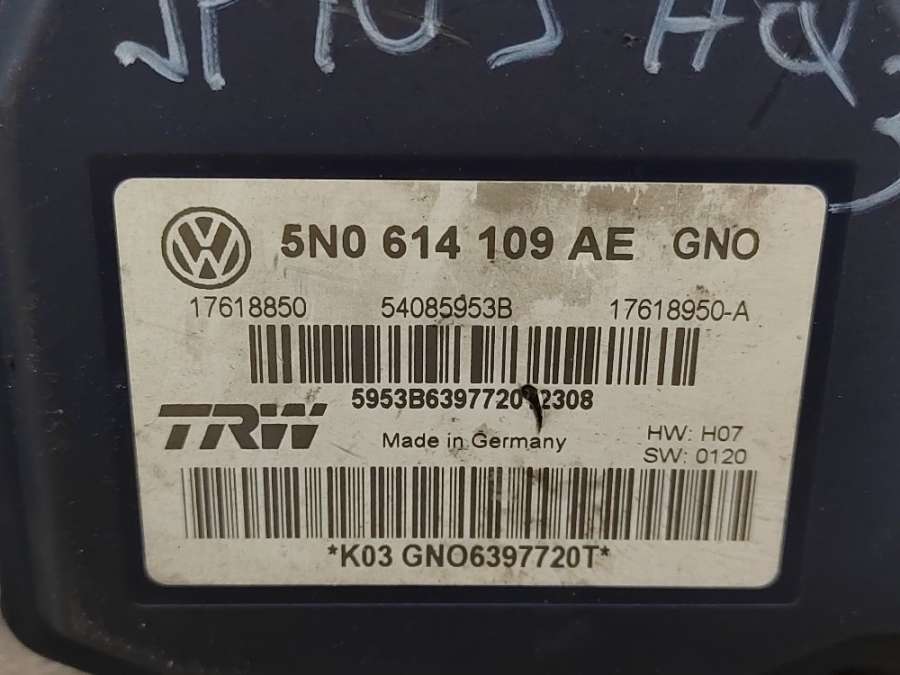 5N0 614 109 AE GNO
17618850 54085953B 17618950-A
TRW
Made in Germany
HW: H07
SW: 0120
*K03 GNO6397720T*